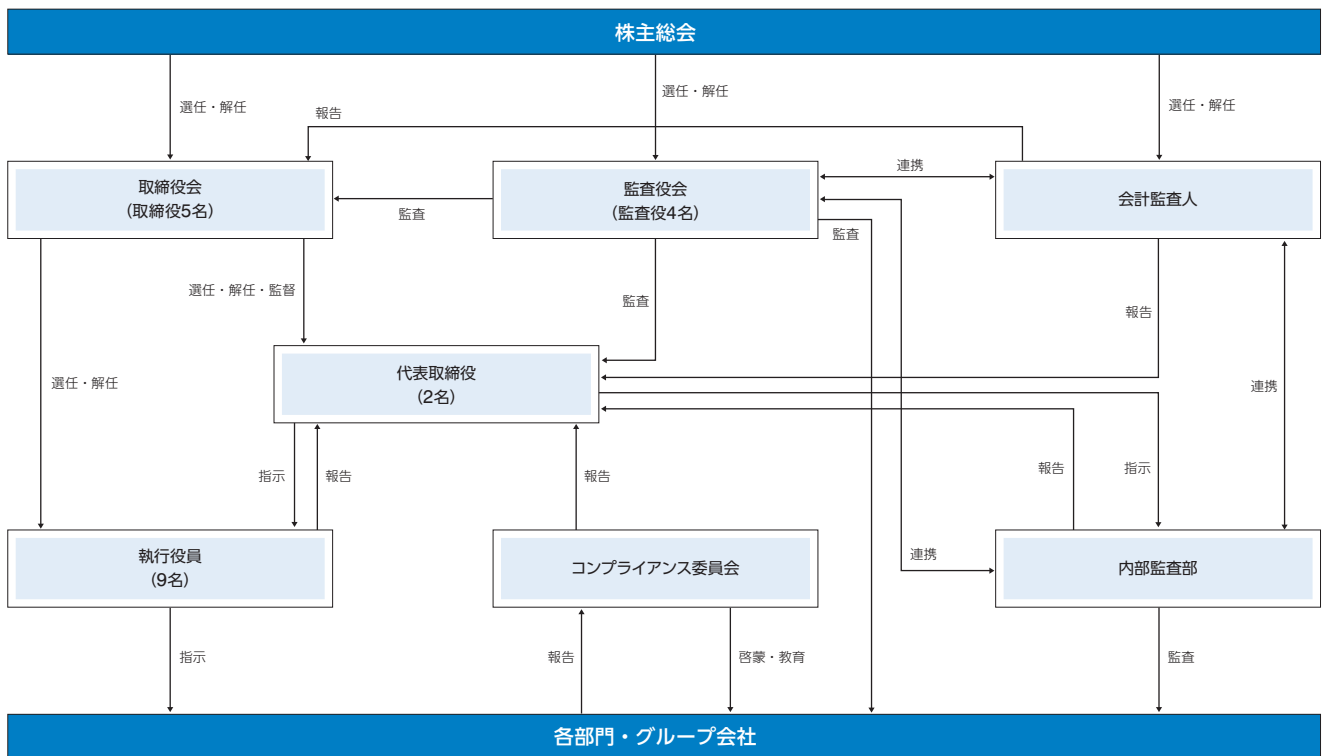 株主総会
選任・解任
選任・解任
選任・解任
報告
取締役会
(取締役5名)
監査
監査役会
(監査役4名)
連携
会計監査人
監査
選任・解任・監督
監査
報告
選任・解任
代表取締役
(2名)
連携
指示
報告
報告
報告
指示
執行役員
(9名)
コンプライアンス委員会
連携
内部監査部
指示
報告
啓蒙・教育
監査
各部門・グループ会社